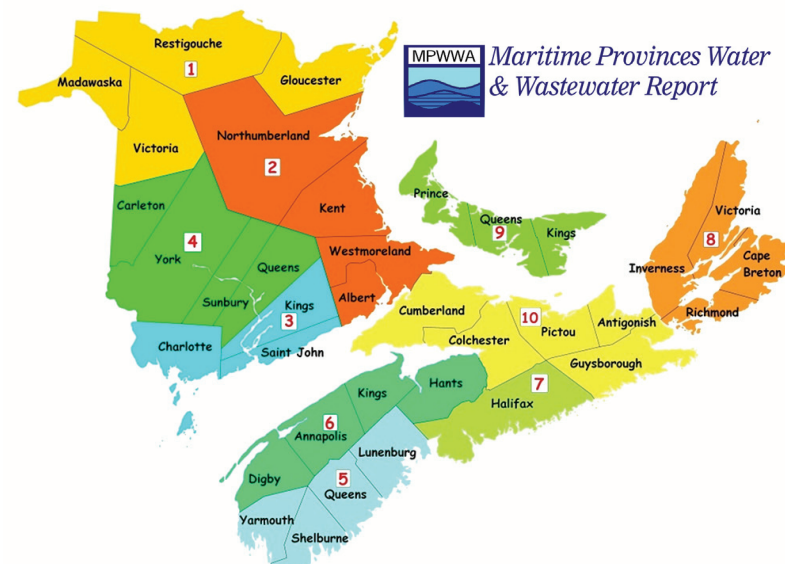 MPWWA
Maritime Provinces Water
& Wastewater Report
Restigouche
1
Madawaska
Gloucester
Victoria
Northumberland
2
Kent
Westmoreland
Albert
Carleton
4
York
Queens
Sunbury
Kings
3
Charlotte
Saint John
Prince
Queens
9
Kings
Victoria
8
Inverness
Cape
Breton
Richmond
Cumberland
10
Colchester
Pictou
Antigonish
Guysborough
7
Halifax
Hants
Kings
6
Annapolis
Digby
Lunenburg
5
Queens
Yarmouth
Shelburne